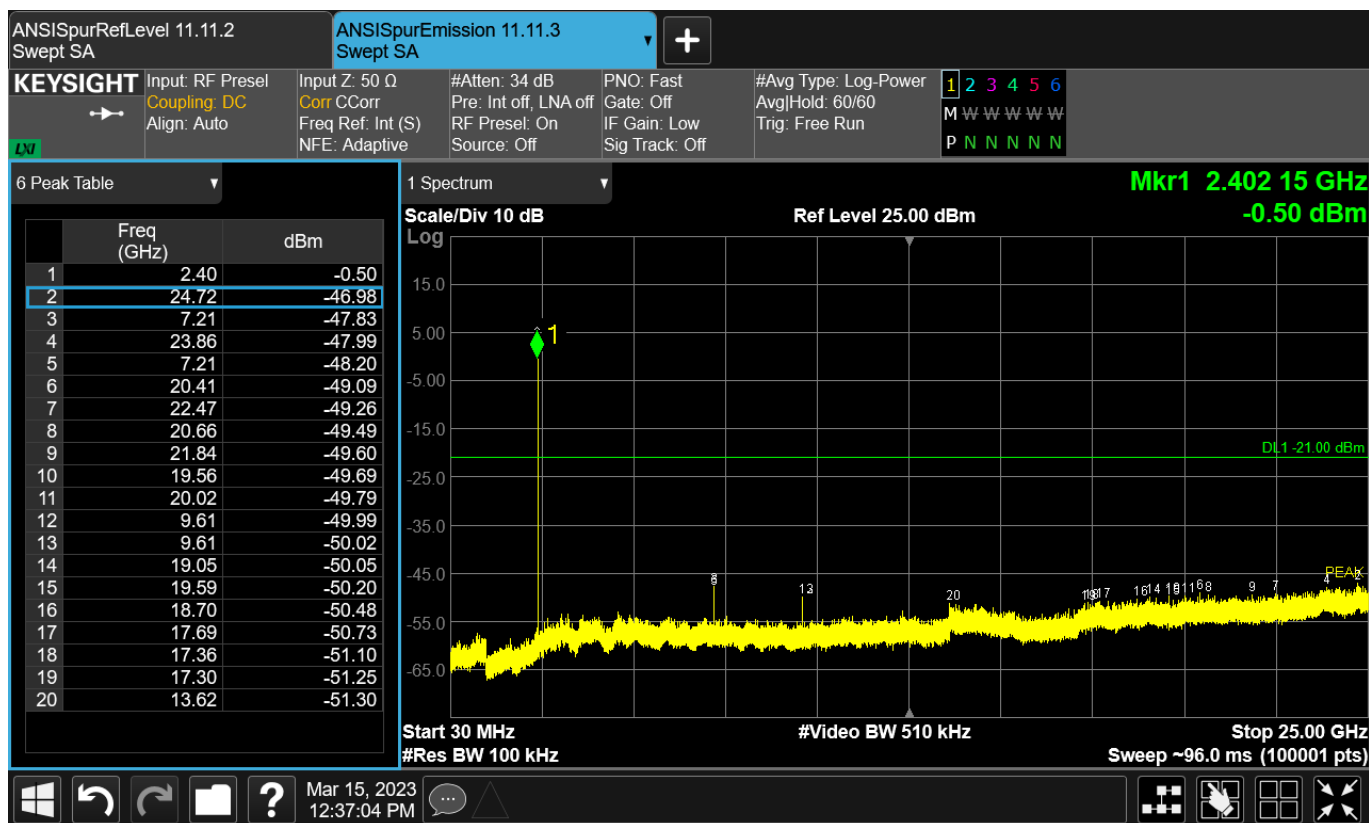 ANSISpurRefLevel 11.11.2
Swept SA
ANSISpurEmission 11.11.3
Swept SA
KEYSIGHT
LXI
Input: RF Presel
Coupling: DC
Align: Auto
Input Z: 50 Ω
Corr CCorr
Freq Ref: Int (S)
NFE: Adaptive
#Atten: 34 dB
Pre: Int off, LNA off
RF Presel: On
Source: Off
PNO: Fast
Gate: Off
IF Gain: Low
Sig Track: Off
#Avg Type: Log-Power
Avg|Hold: 60/60
Trig: Free Run
1 2 3 4 5 6
M W W W W W W
P N N N N N
6 Peak Table
Freq (GHz) dBm
1 2.40 -0.50
2 24.72 -46.98
3 7.21 -47.83
4 23.86 -47.99
5 7.21 -48.20
6 20.41 -49.09
7 22.47 -49.26
8 20.66 -49.49
9 21.84 -49.60
10 19.56 -49.69
11 20.02 -49.79
12 9.61 -49.99
13 9.61 -50.02
14 19.05 -50.05
15 19.59 -50.20
16 18.70 -50.48
17 17.69 -50.73
18 17.36 -51.10
19 17.30 -51.25
20 13.62 -51.30
1 Spectrum
Mkr1 2.402 15 GHz
-0.50 dBm
Scale/Div 10 dB
Ref Level 25.00 dBm
Log
15.0
5.00
-5.00
-15.0
-25.0
-35.0
-45.0
-55.0
-65.0
1
DL1 -21.00 dBm
PEAK
20
9 7
4
Start 30 MHz
#Video BW 510 kHz
Stop 25.00 GHz
#Res BW 100 kHz
Sweep ~96.0 ms (100001 pts)
Mar 15, 2023
12:37:04 PM